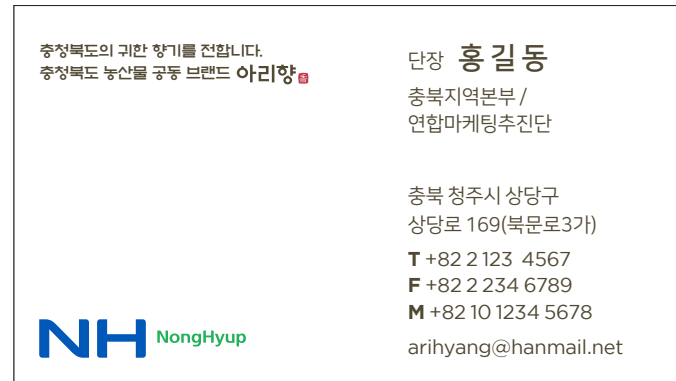 충청북도의 귀한 향기를 전합니다.
충청북도 농산물 공동 브랜드 아리향
NH NongHyup
단장 홍길동
충북지역본부 /
연합마케팅추진단
충북 청주시 상당구
상당로 169(북문로3가)
T +82 2 123 4567
F +82 2 234 6789
M +82 10 1234 5678
arihyang@hanmail.net